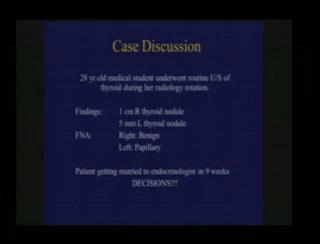 Case Discussion
28 yr old medical student underwent routine U/S of
thyroid during her radiology rotation.
Findings: 1 cm R thyroid nodule
5 mm L thyroid nodule
FNA: Right: Benign
Left: Papillary
Patient getting married to endocrinologist in 9 weeks
DECISIONS!!!